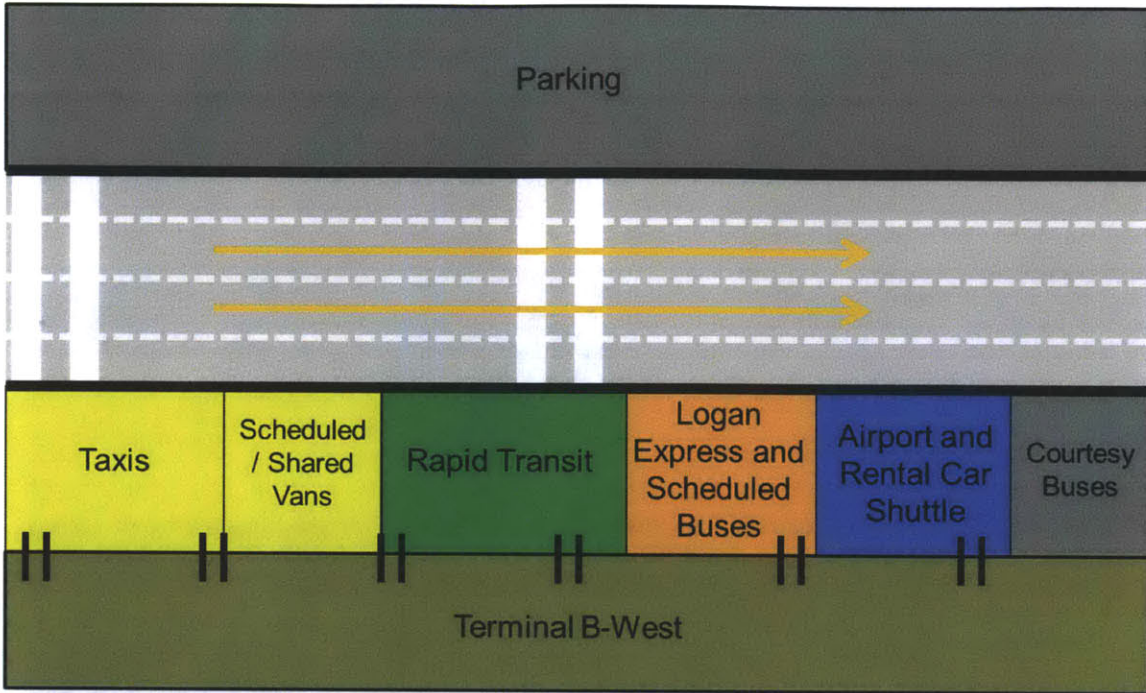 Parking
Taxis
Scheduled
/ Shared
Vans
Rapid Transit
Logan
Express and
Scheduled
Buses
Airport and
Rental Car
Shuttle
Courtesy
Buses
Terminal B-West